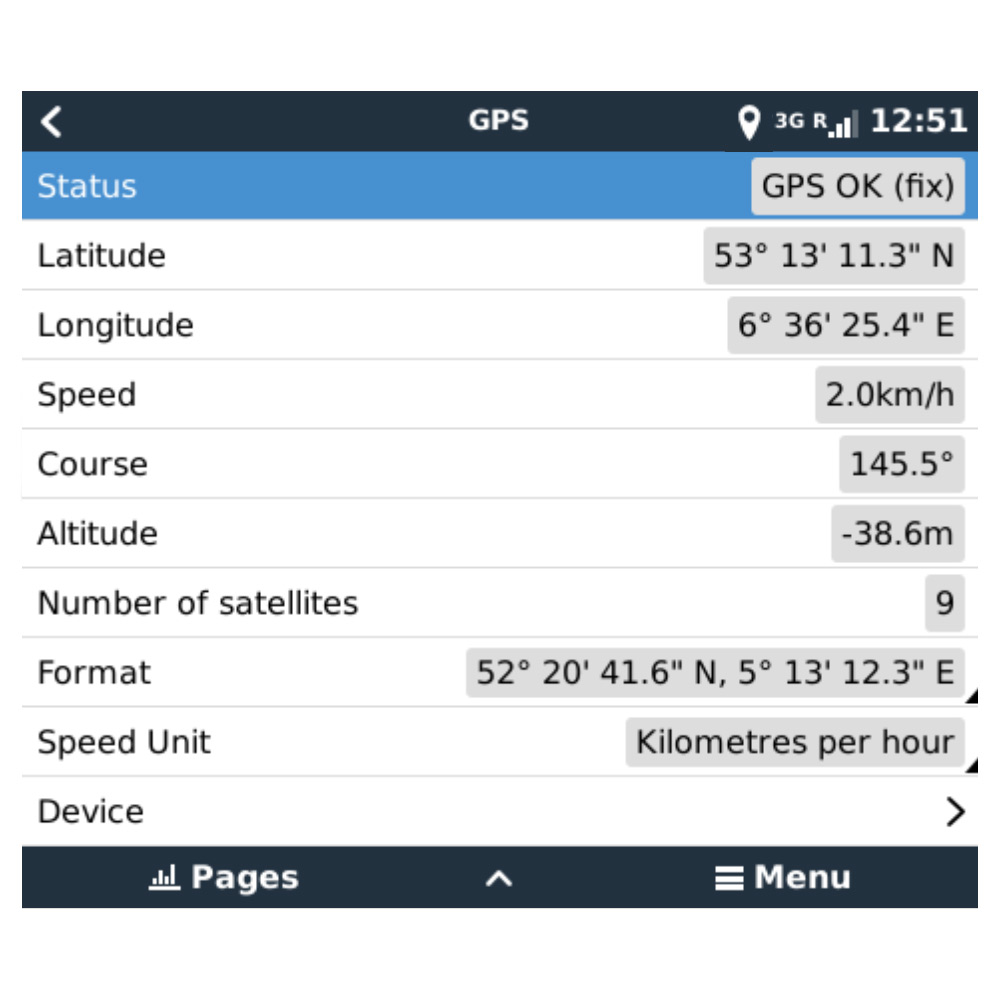 GPS 3G R 12:51
Status GPS OK (fix)
Latitude 53° 13' 11.3" N
Longitude 6° 36' 25.4" E
Speed 2.0km/h
Course 145.5°
Altitude -38.6m
Number of satellites 9
Format 52° 20' 41.6" N, 5° 13' 12.3" E
Speed Unit Kilometres per hour
Device
Pages Menu